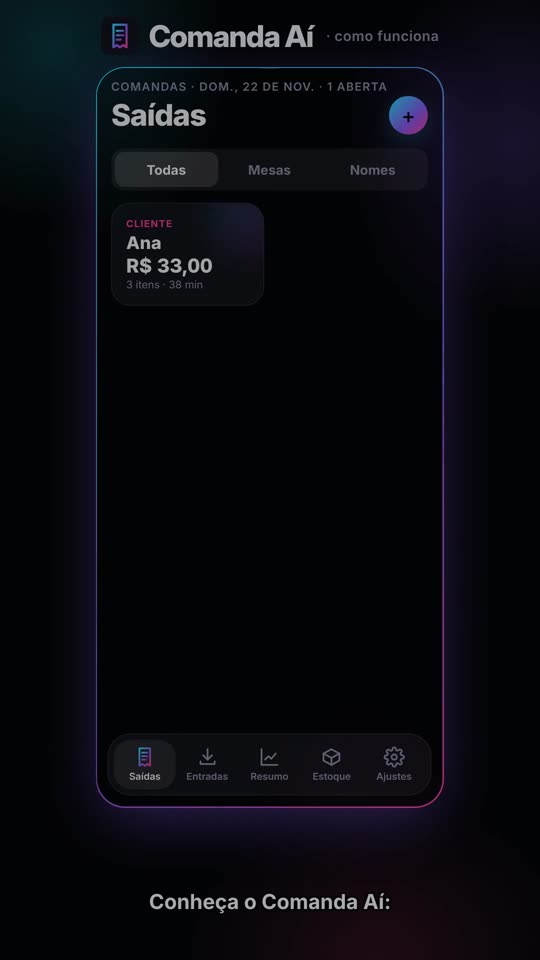 Comanda Aí · como funciona
COMANDAS · DOM., 22 DE NOV. · 1 ABERTA
Saídas
+
Todas Mesas Nomes
CLIENTE
Ana
R$ 33,00
3 itens · 38 min
Saídas Entradas Resumo Estoque Ajustes
Conheça o Comanda Aí: